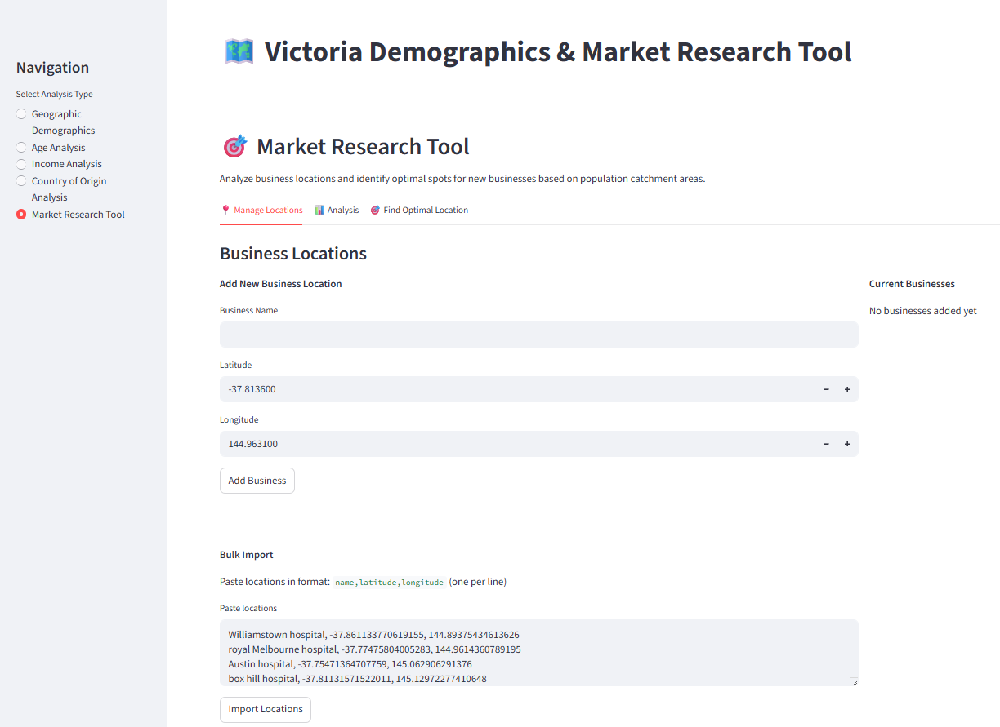 Victoria Demographics & Market Research Tool
Navigation
Select Analysis Type
Geographic
Demographics
Age Analysis
Income Analysis
Country of Origin
Analysis
Market Research Tool
Market Research Tool
Analyze business locations and identify optimal spots for new businesses based on population catchment areas.
Manage Locations
Analysis
Find Optimal Location
Business Locations
Add New Business Location
Business Name
Latitude
-37.813600
Longitude
144.963100
Add Business
Current Businesses
No businesses added yet
Bulk Import
Paste locations in format: name,latitude,longitude (one per line)
Paste locations
Williamstown hospital, -37.861133770619155, 144.89375434613626
royal Melbourne hospital, -37.77475804005283, 144.9614360789195
Austin hospital, -37.75471364707759, 145.062906291376
box hill hospital, -37.81131571522011, 145.12972277410648
Import Locations